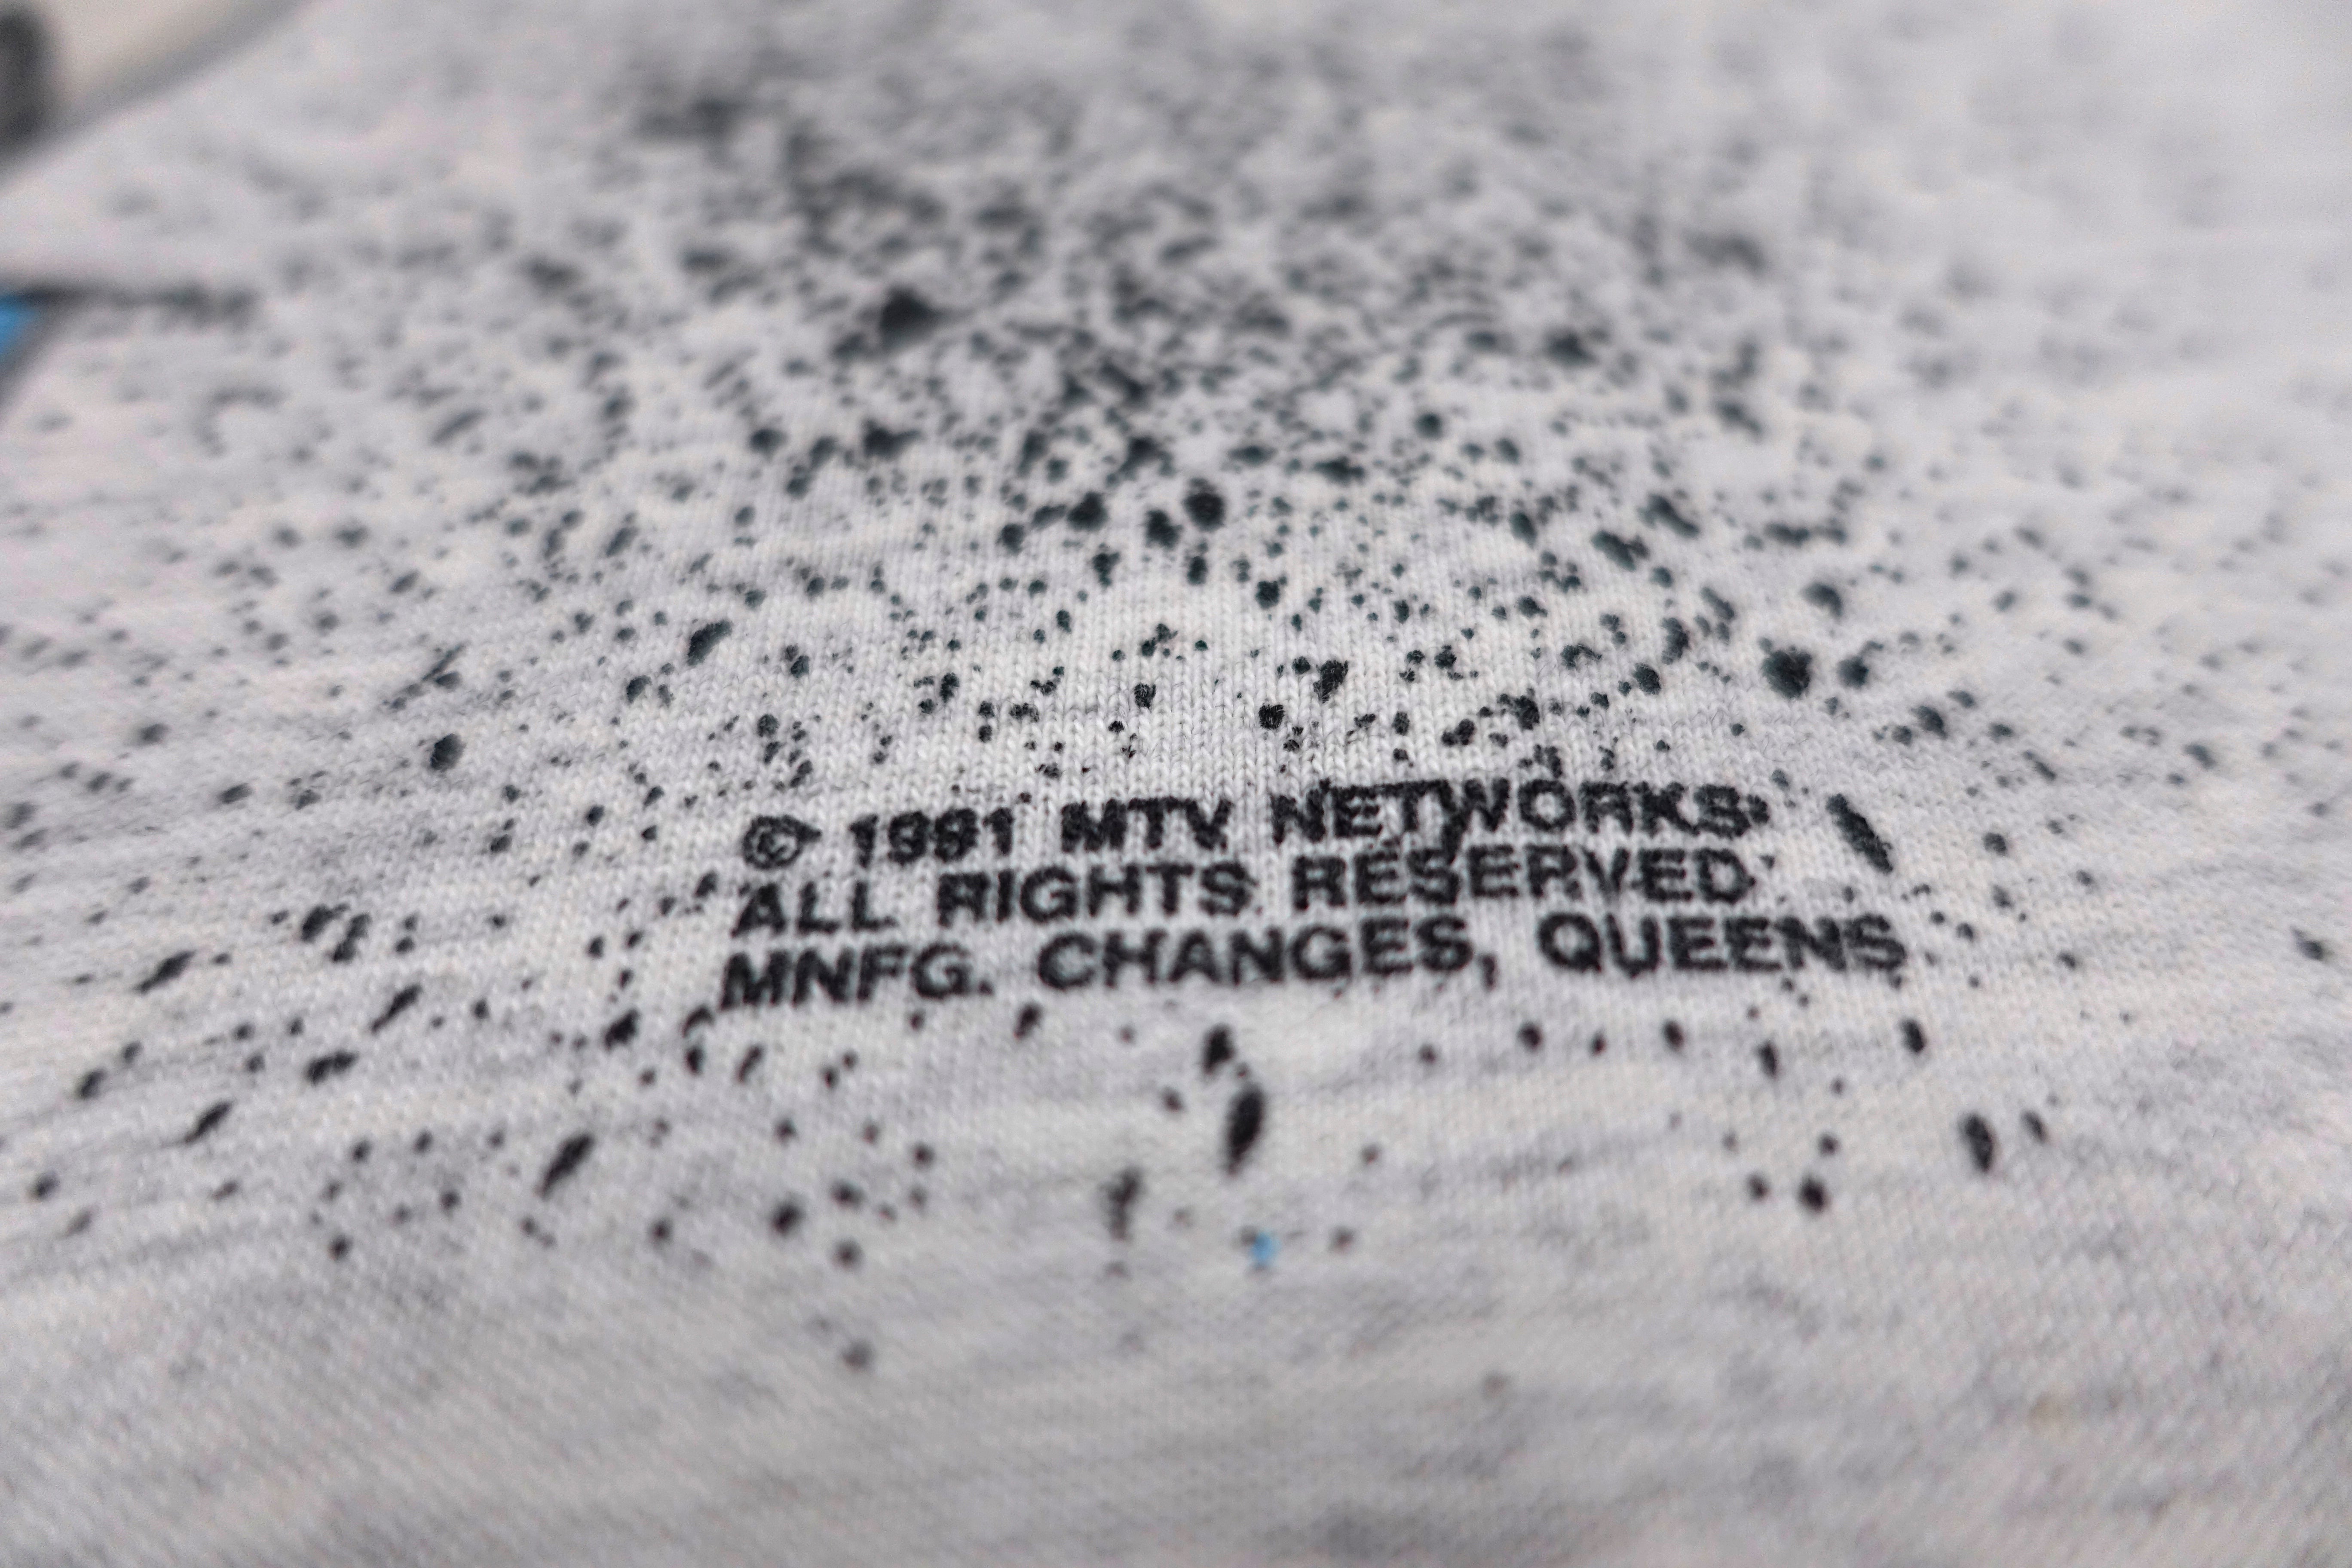 © 1991 MTV NETWORKS
ALL RIGHTS RESERVED
MNFG. CHANGES, QUEENS